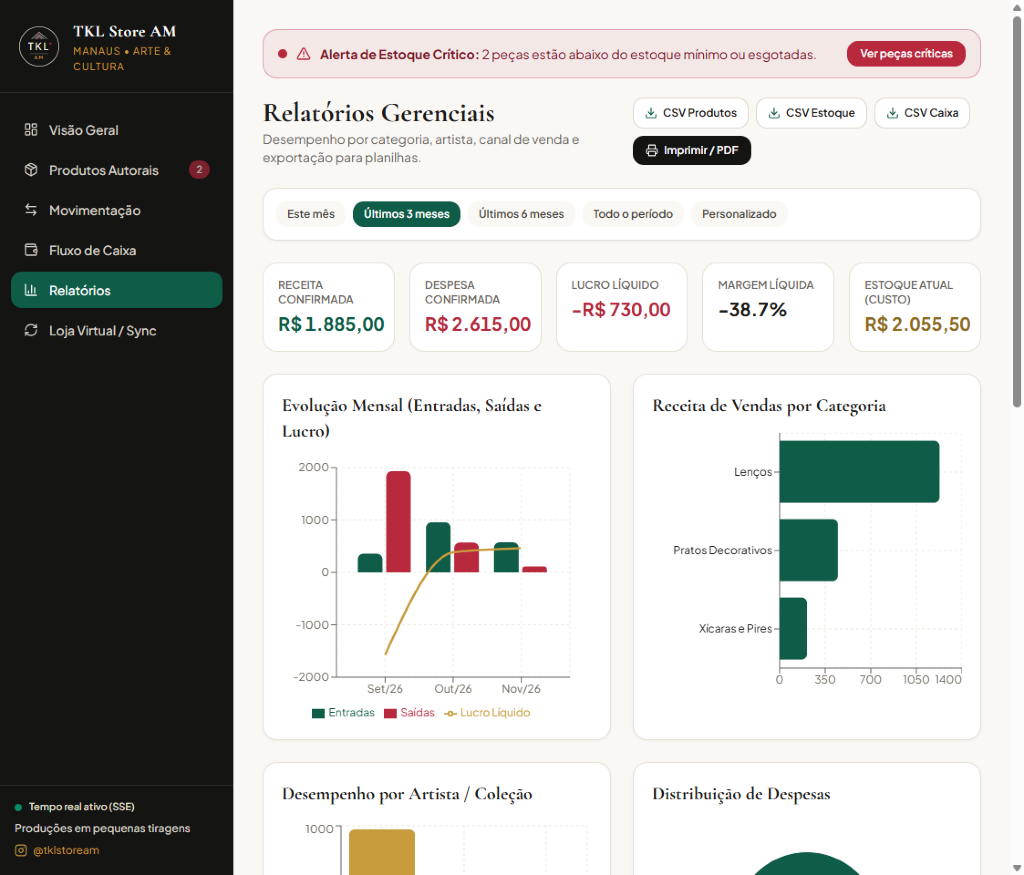 TKL
AM
TKL Store AM
MANAUS • ARTE &
CULTURA
Visão Geral
Produtos Autorais
2
Movimentação
Fluxo de Caixa
Relatórios
Loja Virtual / Sync
Tempo real ativo (SSE)
Produções em pequenas tiragens
@tklstoream
Alerta de Estoque Crítico: 2 peças estão abaixo do estoque mínimo ou esgotadas.
Ver peças críticas
Relatórios Gerenciais
Desempenho por categoria, artista, canal de venda e
exportação para planilhas.
CSV Produtos
CSV Estoque
CSV Caixa
Imprimir / PDF
Este mês
Últimos 3 meses
Últimos 6 meses
Todo o período
Personalizado
RECEITA
CONFIRMADA
R$ 1.885,00
DESPESA
CONFIRMADA
R$ 2.615,00
LUCRO LÍQUIDO
-R$ 730,00
MARGEM LÍQUIDA
-38.7%
ESTOQUE ATUAL
(CUSTO)
R$ 2.055,50
Evolução Mensal (Entradas, Saídas e
Lucro)
2000
1000
0
-1000
-2000
Set/26
Out/26
Nov/26
Entradas
Saídas
Lucro Líquido
Receita de Vendas por Categoria
Lenços
Pratos Decorativos
Xícaras e Pires
0
350
700
1050
1400
Desempenho por Artista / Coleção
1000
Distribuição de Despesas